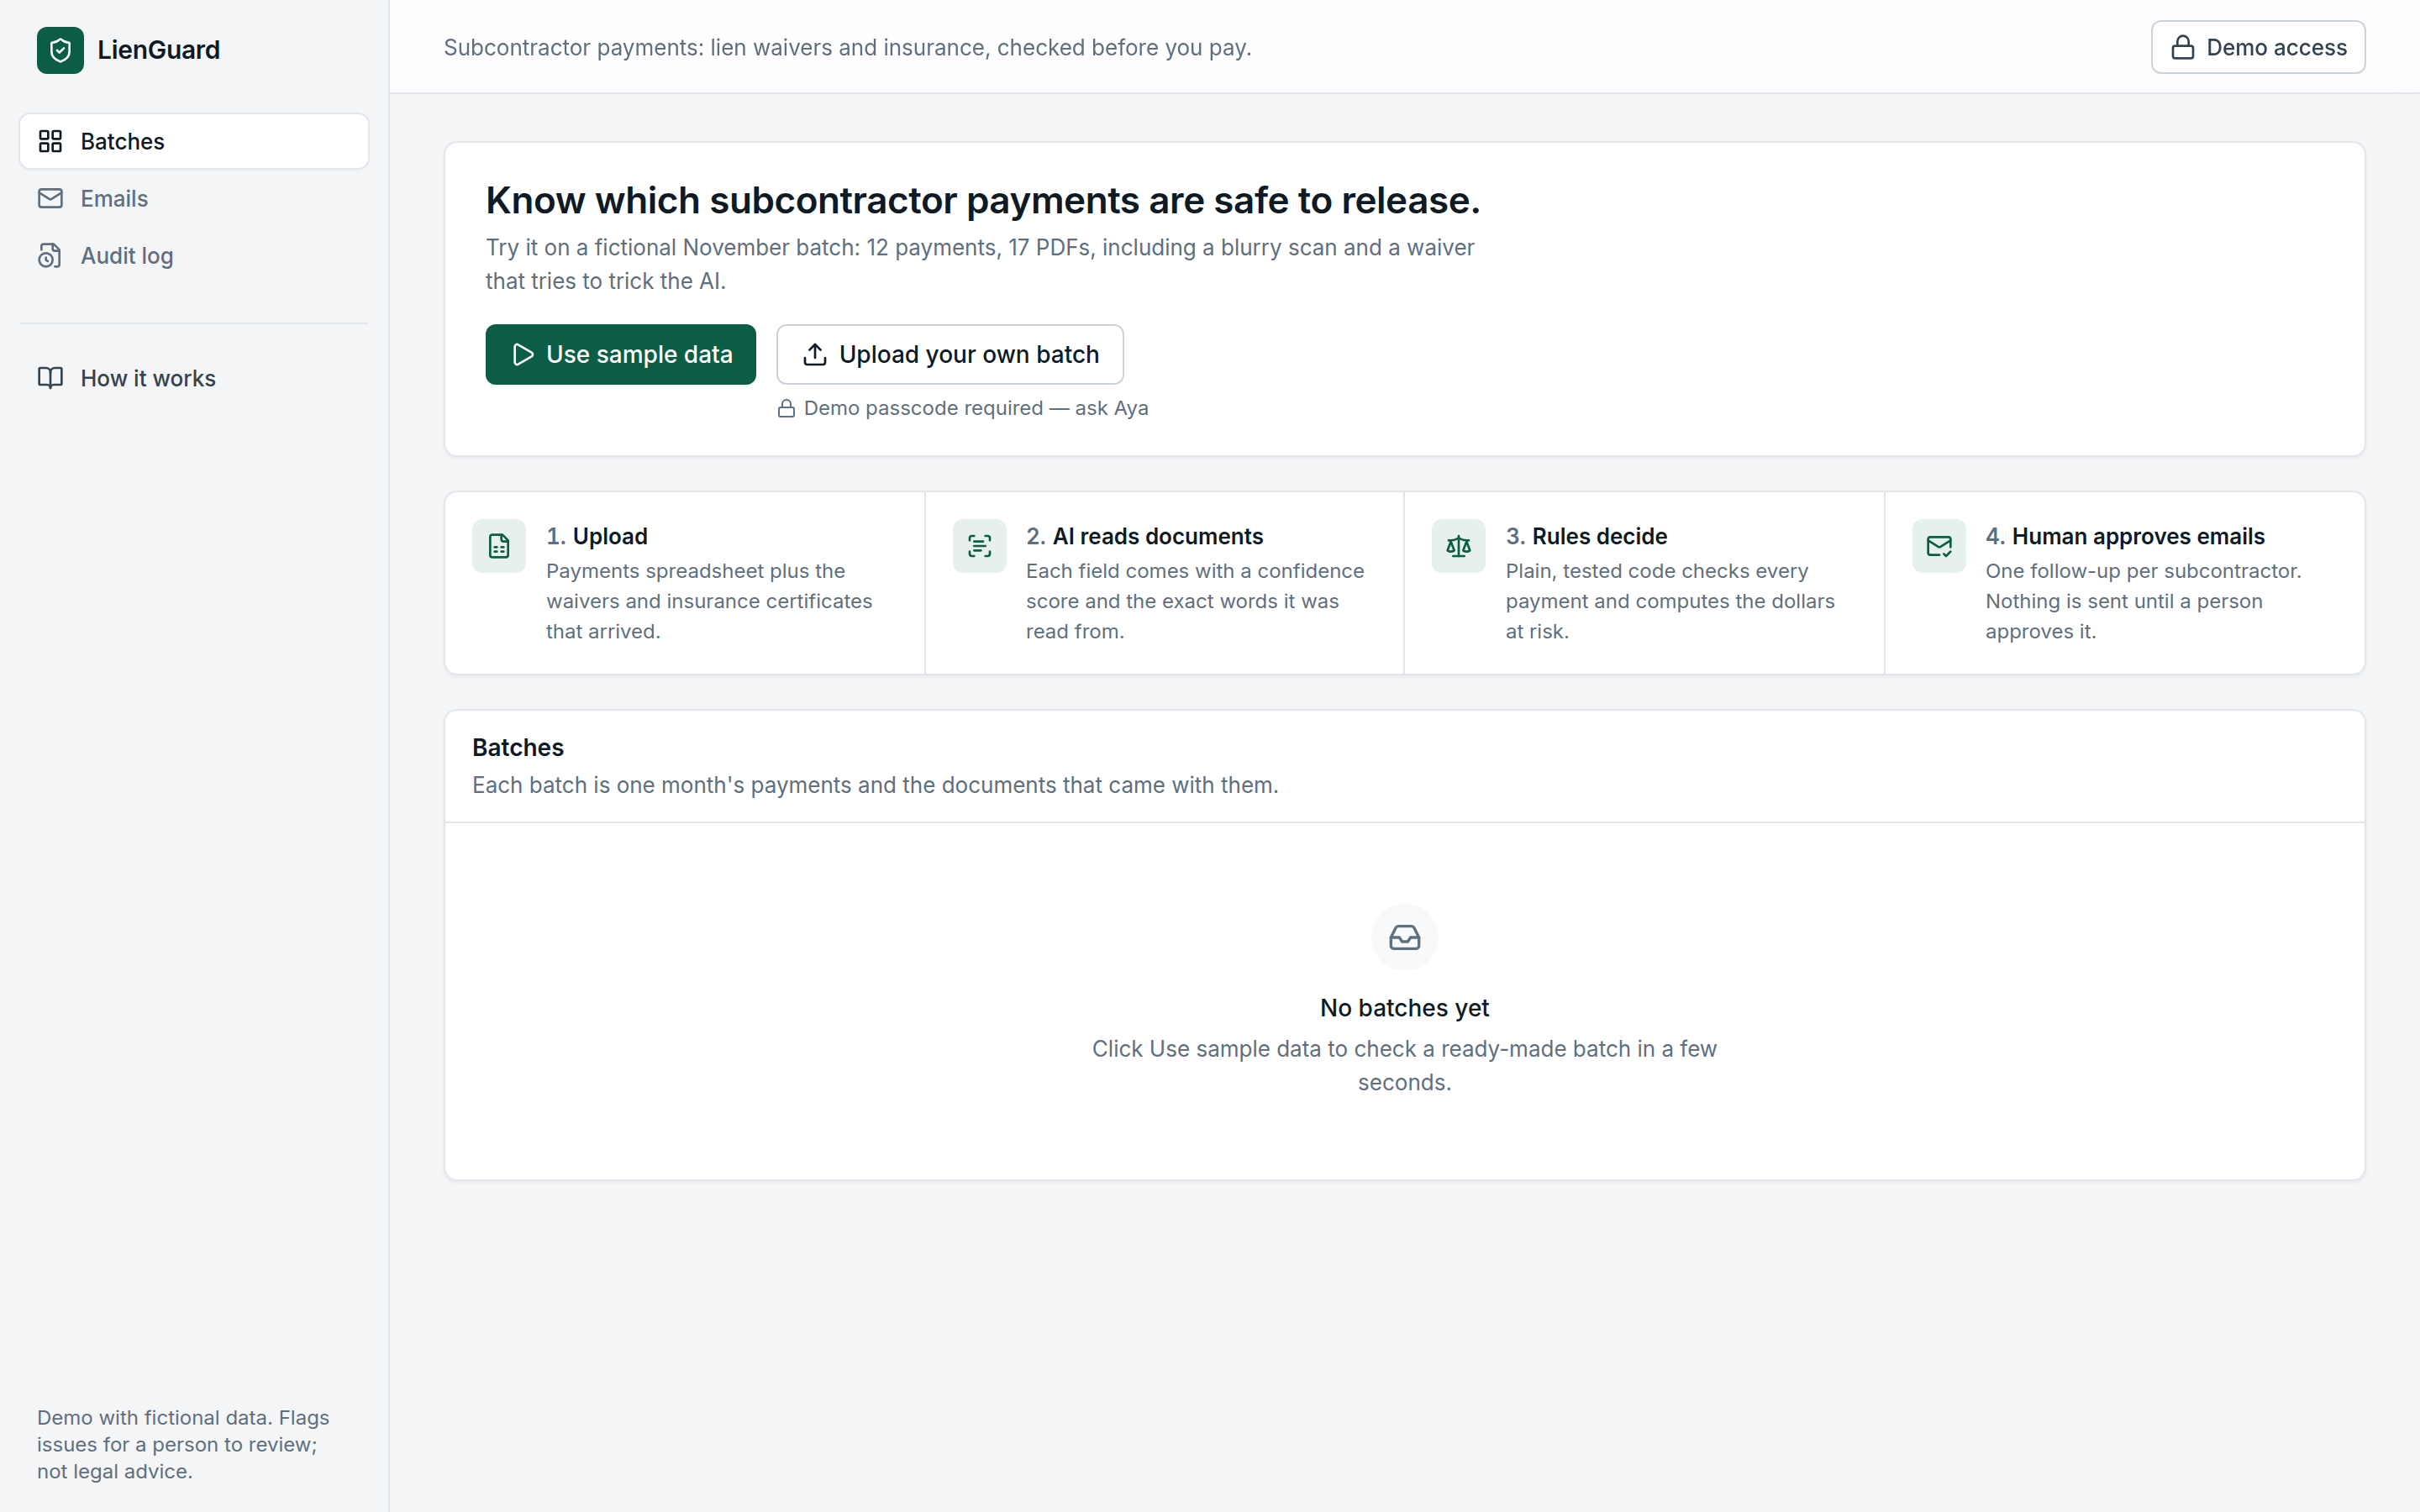 LienGuard
Batches
Emails
Audit log
How it works
Demo with fictional data. Flags
issues for a person to review;
not legal advice.
Subcontractor payments: lien waivers and insurance, checked before you pay.
Demo access
Know which subcontractor payments are safe to release.
Try it on a fictional November batch: 12 payments, 17 PDFs, including a blurry scan and a waiver
that tries to trick the AI.
Use sample data
Upload your own batch
Demo passcode required — ask Aya
1. Upload
Payments spreadsheet plus the
waivers and insurance certificates
that arrived.
2. AI reads documents
Each field comes with a confidence
score and the exact words it was
read from.
3. Rules decide
Plain, tested code checks every
payment and computes the dollars
at risk.
4. Human approves emails
One follow-up per subcontractor.
Nothing is sent until a person
approves it.
Batches
Each batch is one month's payments and the documents that came with them.
No batches yet
Click Use sample data to check a ready-made batch in a few
seconds.